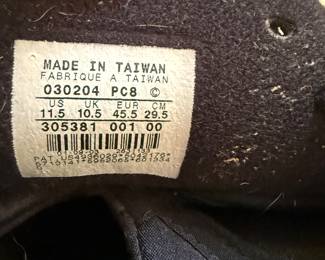 MADE IN TAIWAN
FABRIQUE A TAIWAN
030204 PC8 ©
US UK EUR CM
11.5 10.5 45.5 29.5
305381 001 00